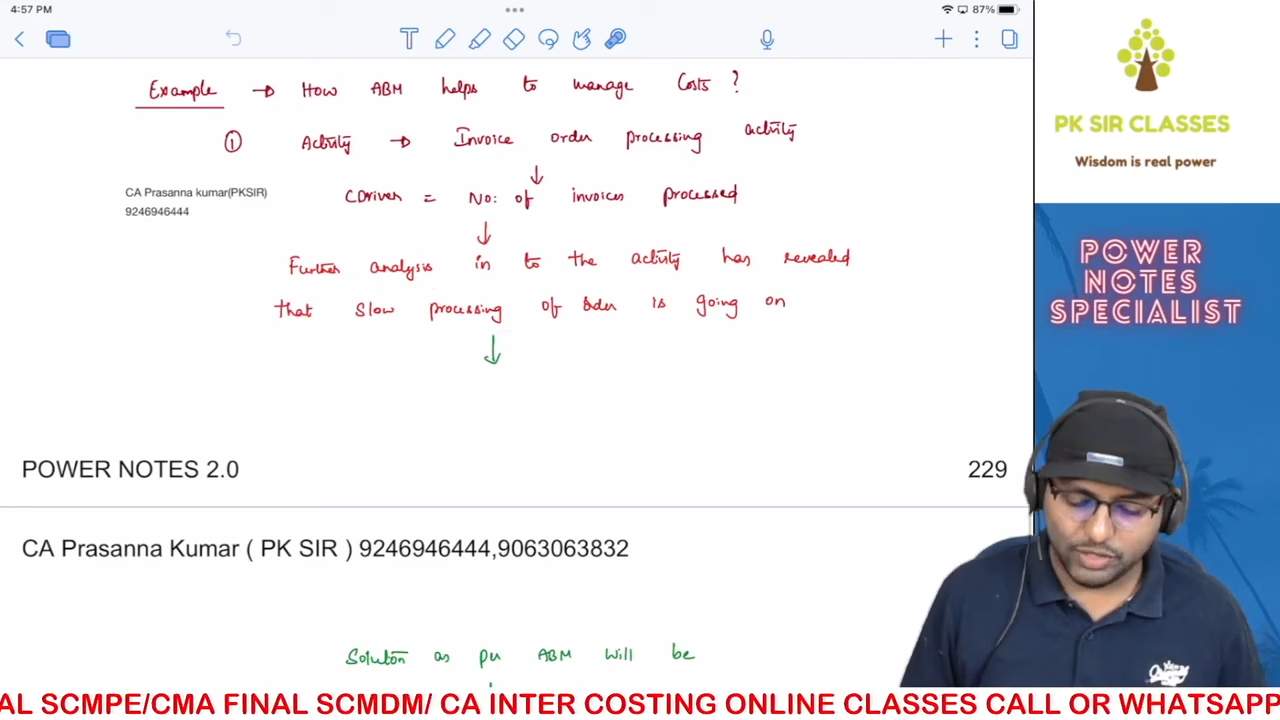 4:57 PM
87%
Example → How ABM helps to manage Costs ?
① Activity → Invoice order processing activity
↓
CA Prasanna kumar(PKSIR)
9246946444
CDriver = No: of invoices processed
↓
Further analysis in to the activity has revealed
that slow processing of order is going on
↓
POWER NOTES 2.0
229
CA Prasanna Kumar ( PK SIR ) 9246946444,9063063832
Soluton as per ABM will be
PK SIR CLASSES
Wisdom is real power
POWER
NOTES
SPECIALIST
AL SCMPE/CMA FINAL SCMDM/ CA INTER COSTING ONLINE CLASSES CALL OR WHATSAPP